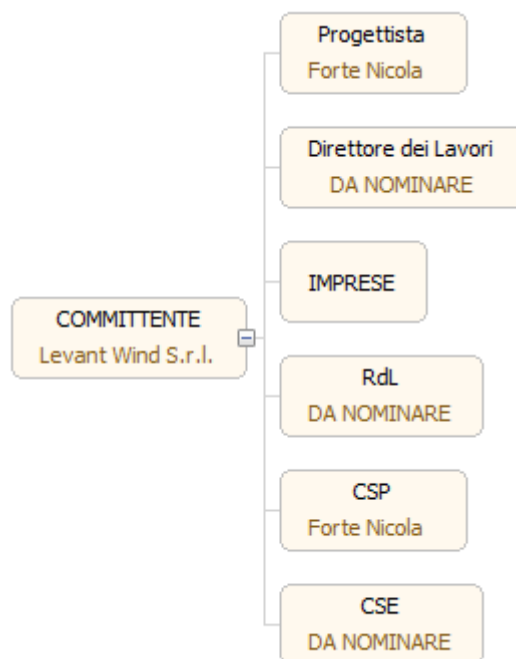 Progettista
Forte Nicola
Direttore dei Lavori
DA NOMINARE
IMPRESE
COMMITTENTE
Levant Wind S.r.l.
RdL
DA NOMINARE
CSP
Forte Nicola
CSE
DA NOMINARE